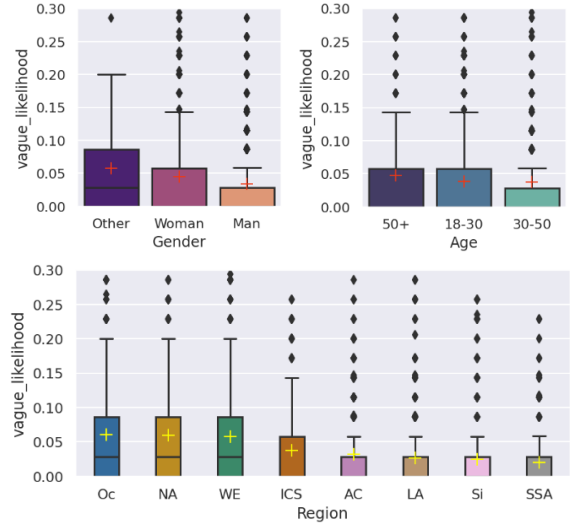 0.30
0.25
0.20
0.15
0.10
0.05
0.00
vague_likelihood
Other Woman Man
Gender
0.30
0.25
0.20
0.15
0.10
0.05
0.00
vague_likelihood
50+ 18-30 30-50
Age
0.30
0.25
0.20
0.15
0.10
0.05
0.00
vague_likelihood
Oc NA WE ICS AC LA Si SSA
Region